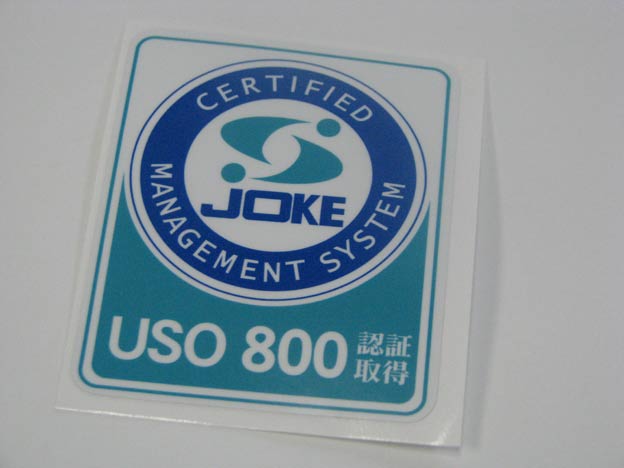 CERTIFIED
JOKE
MANAGEMENT SYSTEM
USO 800 認証
取得